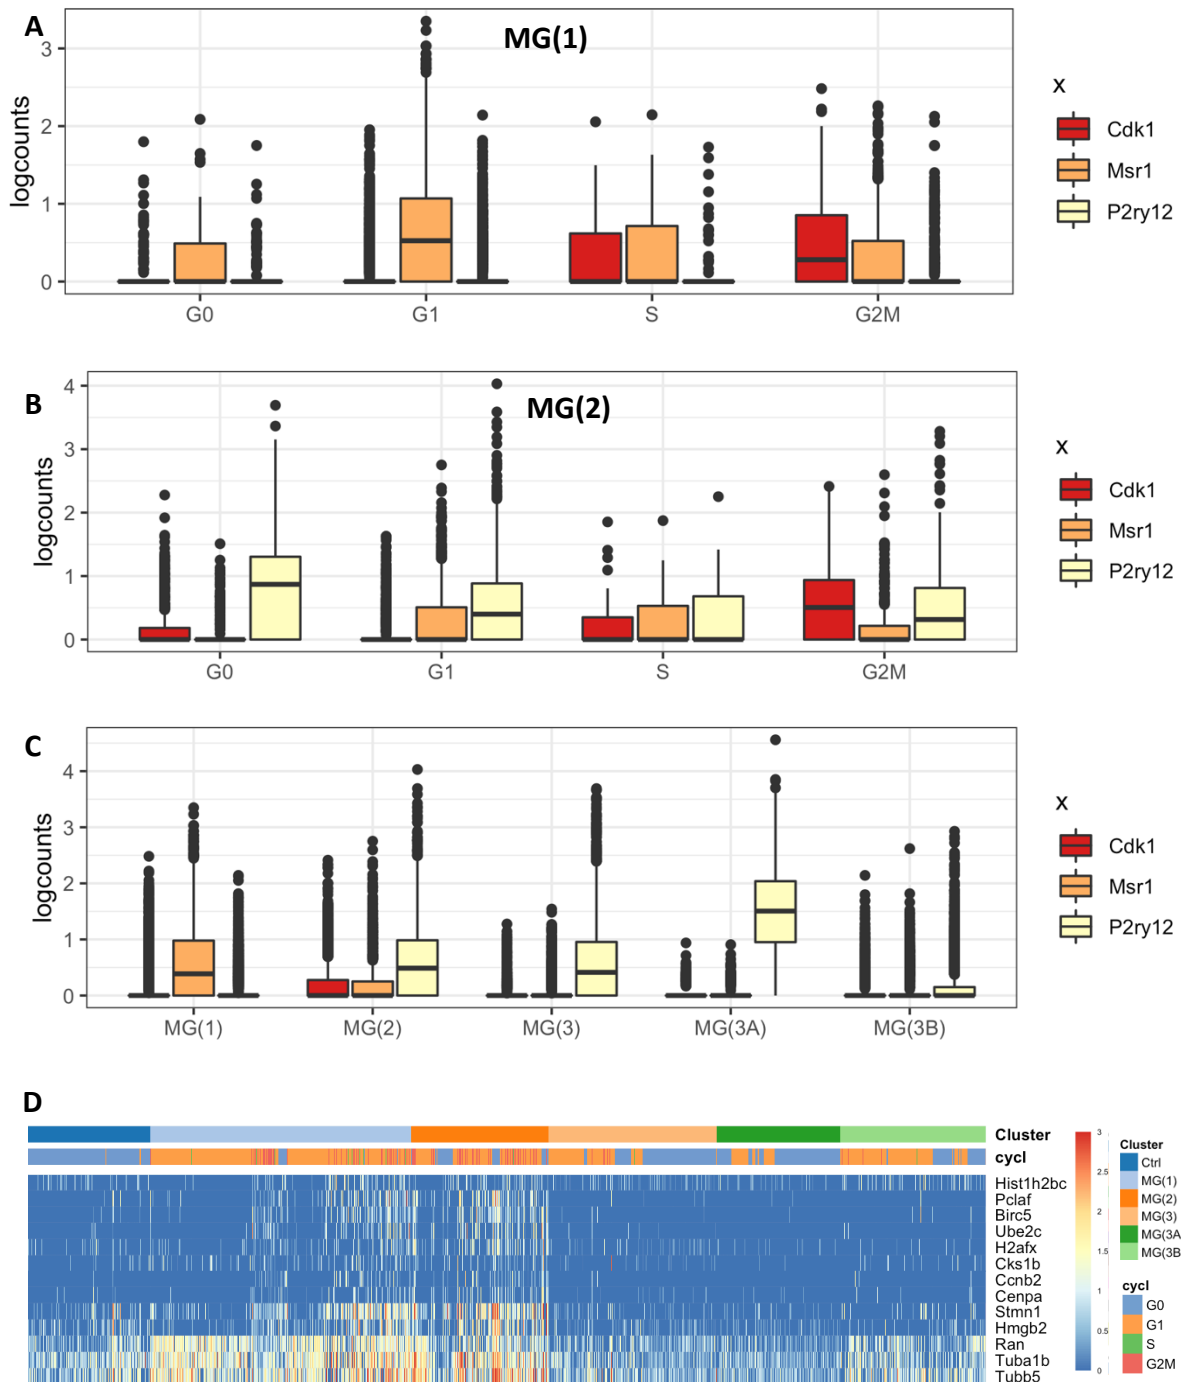 A
MG(1)
logcounts
3
2
1
0
G0 G1 S G2M
x
Cdk1
Msr1
P2ry12
B
MG(2)
logcounts
4
3
2
1
0
G0 G1 S G2M
x
Cdk1
Msr1
P2ry12
C
logcounts
4
3
2
1
0
MG(1) MG(2) MG(3) MG(3A) MG(3B)
x
Cdk1
Msr1
P2ry12
D
Cluster
cycl
Hist1h2bc
Pclaf
Birc5
Ube2c
H2afx
Cks1b
Ccnb2
Cenpa
Stmn1
Hmgb2
Ran
Tuba1b
Tubb5
3
2.5
2
1.5
1
0.5
0
Cluster
Ctrl
MG(1)
MG(2)
MG(3)
MG(3A
MG(3B
cycl
G0
G1
S
G2M